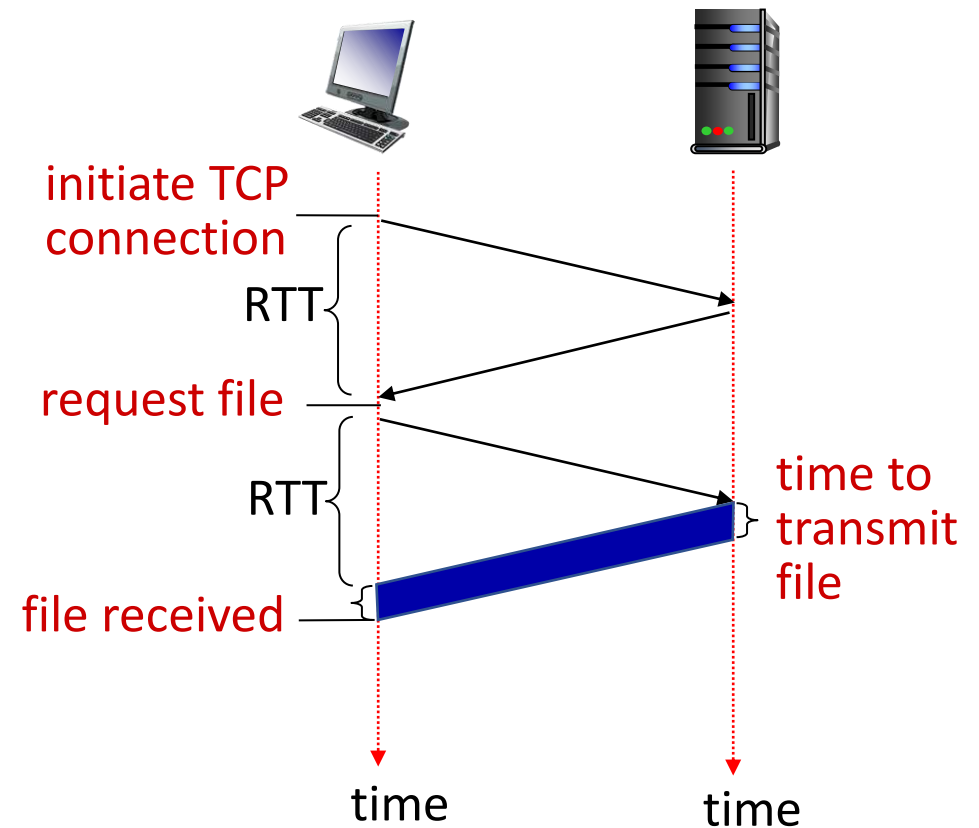 initiate TCP
connection
RTT
request file
RTT
time to
transmit
file
file received
time
time